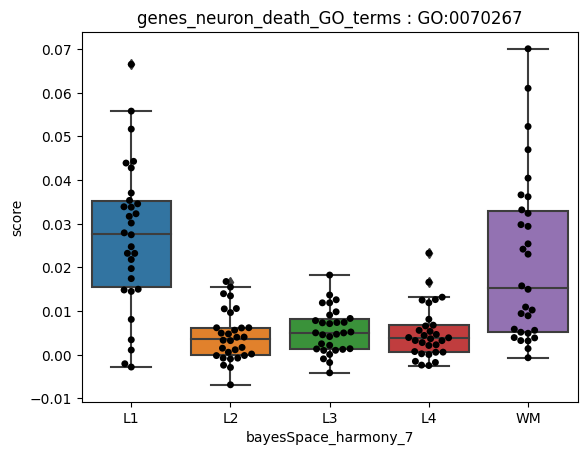 genes_neuron_death_GO_terms : GO:0070267
0.07
0.06
0.05
0.04
0.03
0.02
0.01
0.00
−0.01
score
L1 L2 L3 L4 WM
bayesSpace_harmony_7